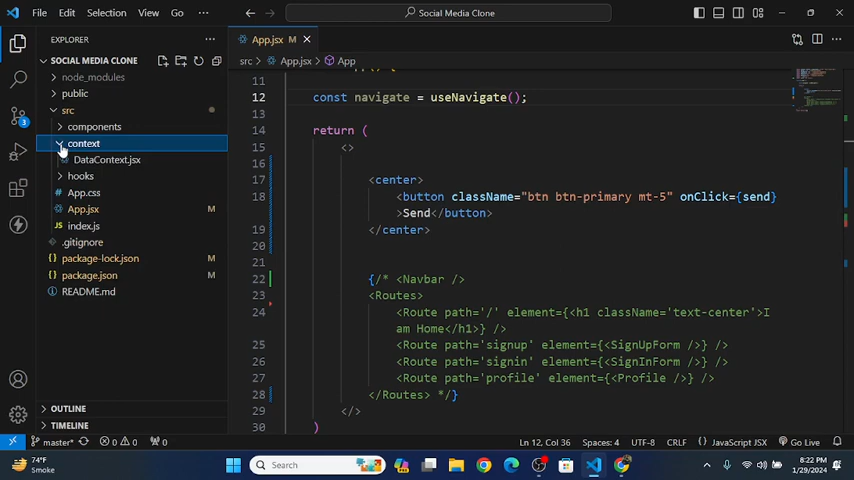 File Edit Selection View Go ··· Social Media Clone
EXPLORER ···
SOCIAL MEDIA CLONE
node_modules
public
src
components
context
DataContext.jsx
hooks
App.css
App.jsx M
index.js
.gitignore
package-lock.json
package.json
README.md
OUTLINE
TIMELINE
App.jsx M
src > App.jsx > App
11
12 const navigate = useNavigate();
13
14 return (
15 <>
16
17 <center>
18 <button className="btn btn-primary mt-5" onClick={send}
>Send</button>
19 </center>
20
21
22 {/* <Navbar />
23 <Routes>
24 <Route path='/' element={<h1 className='text-center'>I
am Home</h1>} />
25 <Route path='signup' element={<SignUpForm />} />
26 <Route path='signin' element={<SignInForm />} />
27 <Route path='profile' element={<Profile />} />
28 </Routes> */}
29 </>
30 )
3
master* 0 0 0 Ln 12, Col 36 Spaces: 4 UTF-8 CRLF JavaScript JSX Go Live
74°F
Smoke
Search
8:22 PM
1/29/2024